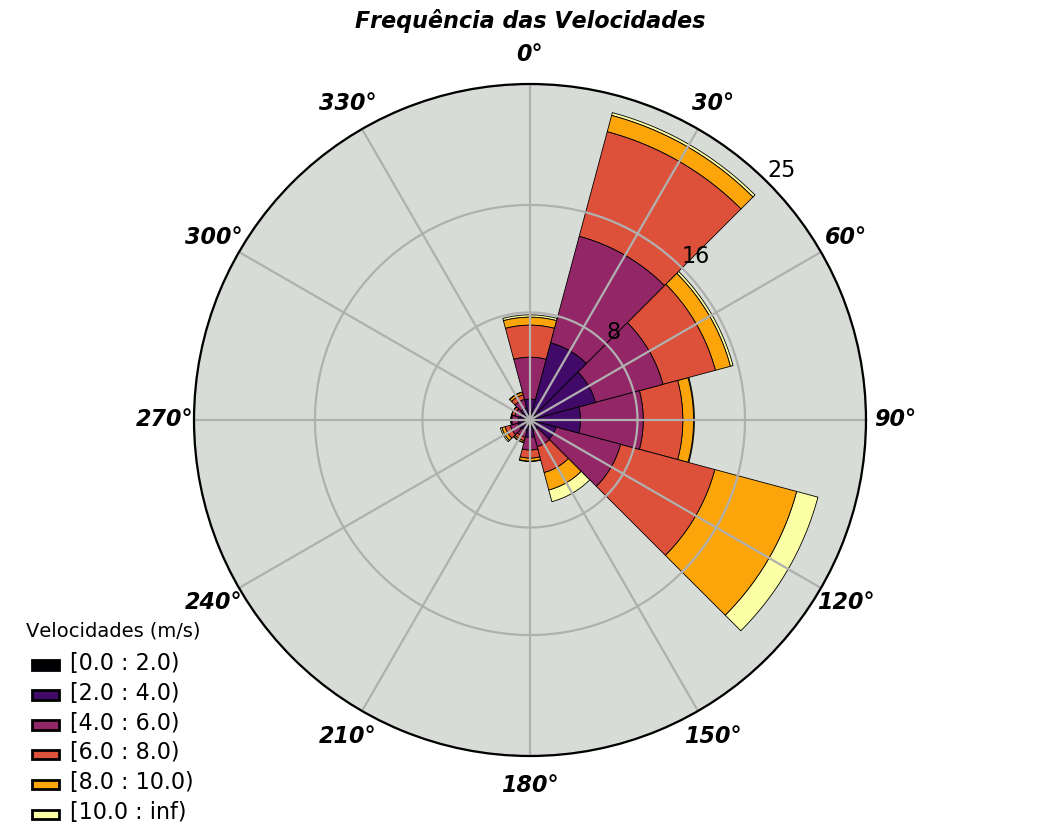 Frequência das Velocidades
0°
330°
30°
25
300°
60°
16
8
270°
90°
240°
120°
210°
150°
180°
Velocidades (m/s)
[0.0 : 2.0)
[2.0 : 4.0)
[4.0 : 6.0)
[6.0 : 8.0)
[8.0 : 10.0)
[10.0 : inf)